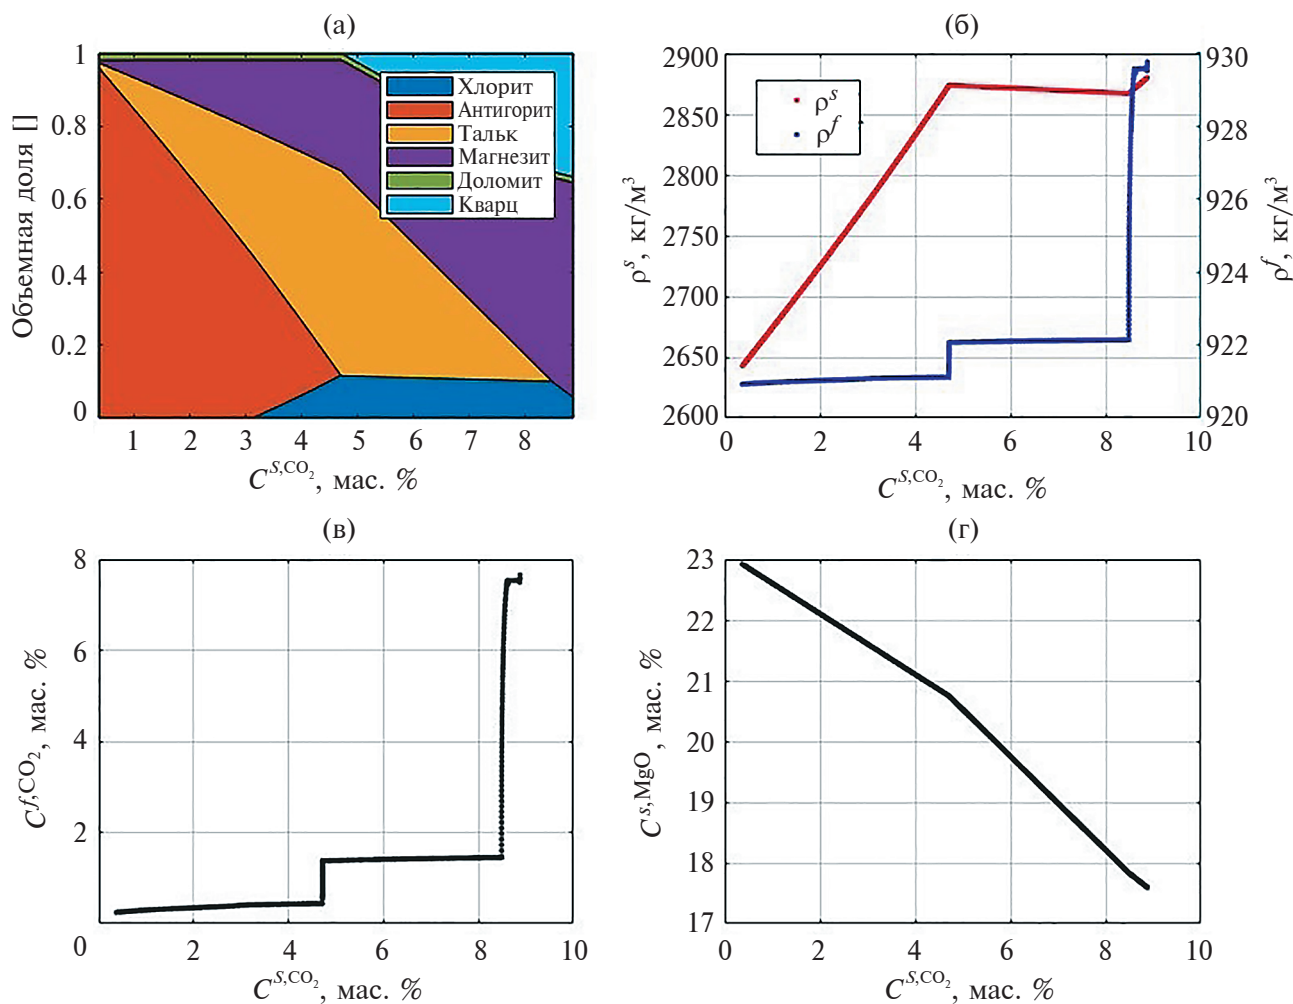 (а)
Объемная доля []
1
0.8
0.6
0.4
0.2
0
1 2 3 4 5 6 7 8
C^{S,CO₂}, мас. %
Хлорит
Антигорит
Тальк
Магнезит
Доломит
Кварц
(б)
ρ^s, кг/м³
2900
2850
2800
2750
2700
2650
2600
0 2 4 6 8 10
C^{S,CO₂}, мас. %
ρ^s
ρ^f
930
928
926
924
922
920
ρ^f, кг/м³
(в)
C^{f,CO₂}, мас. %
8
6
4
2
0
2 4 6 8 10
C^{S,CO₂}, мас. %
(г)
C^{s,MgO}, мас. %
23
22
21
20
19
18
17
0 2 4 6 8 10
C^{S,CO₂}, мас. %